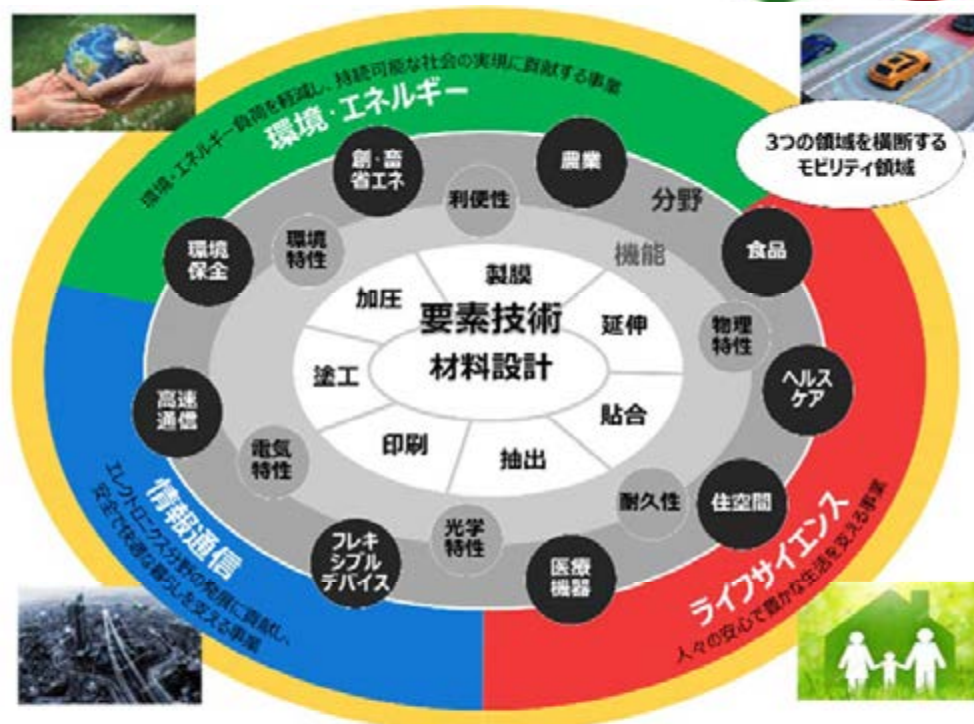 環境・エネルギー負荷を軽減し、持続可能な社会の実現に貢献する事業
環境・エネルギー
3つの領域を横断する
モビリティ領域
創・畜
省エネ
農業
分野
利便性
環境
保全
環境
特性
機能
食品
製膜
加圧
要素技術
延伸
物理
特性
材料設計
塗工
ヘルス
ケア
高速
通信
貼合
印刷
抽出
電気
特性
耐久性
住空間
光学
特性
フレキ
シブル
デバイス
医療
機器
情報通信
エレクトロニクス分野の発展に貢献し、
安全で快適な暮らしを支える事業
ライフサイエンス
人々の安心で豊かな生活を支える事業